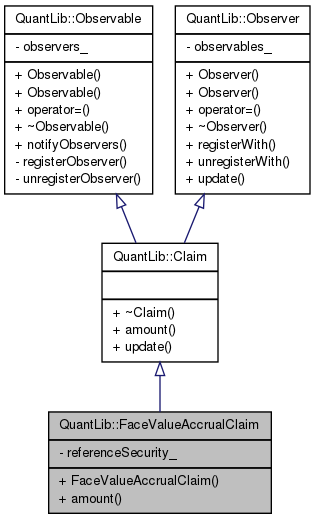 QuantLib::Observable
- observers_
+ Observable()
+ Observable()
+ operator=()
+ ~Observable()
+ notifyObservers()
- registerObserver()
- unregisterObserver()
QuantLib::Observer
- observables_
+ Observer()
+ Observer()
+ operator=()
+ ~Observer()
+ registerWith()
+ unregisterWith()
+ update()
QuantLib::Claim
+ ~Claim()
+ amount()
+ update()
QuantLib::FaceValueAccrualClaim
- referenceSecurity_
+ FaceValueAccrualClaim()
+ amount()